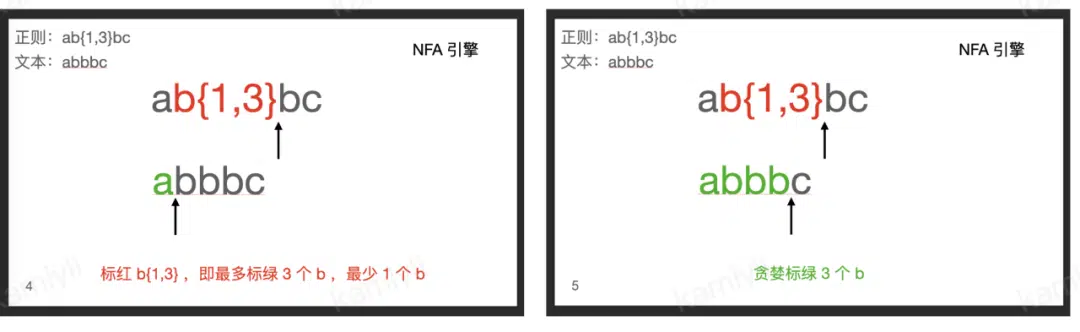 正则：ab{1,3}bc
文本：abbbc
NFA 引擎
ab{1,3}bc
abbbc
标红 b{1,3} ，即最多标绿 3 个 b ，最少 1 个 b
4
kamlyli
kamlyli
正则：ab{1,3}bc
文本：abbbc
NFA 引擎
ab{1,3}bc
abbbc
贪婪标绿 3 个 b
5
kamlyli